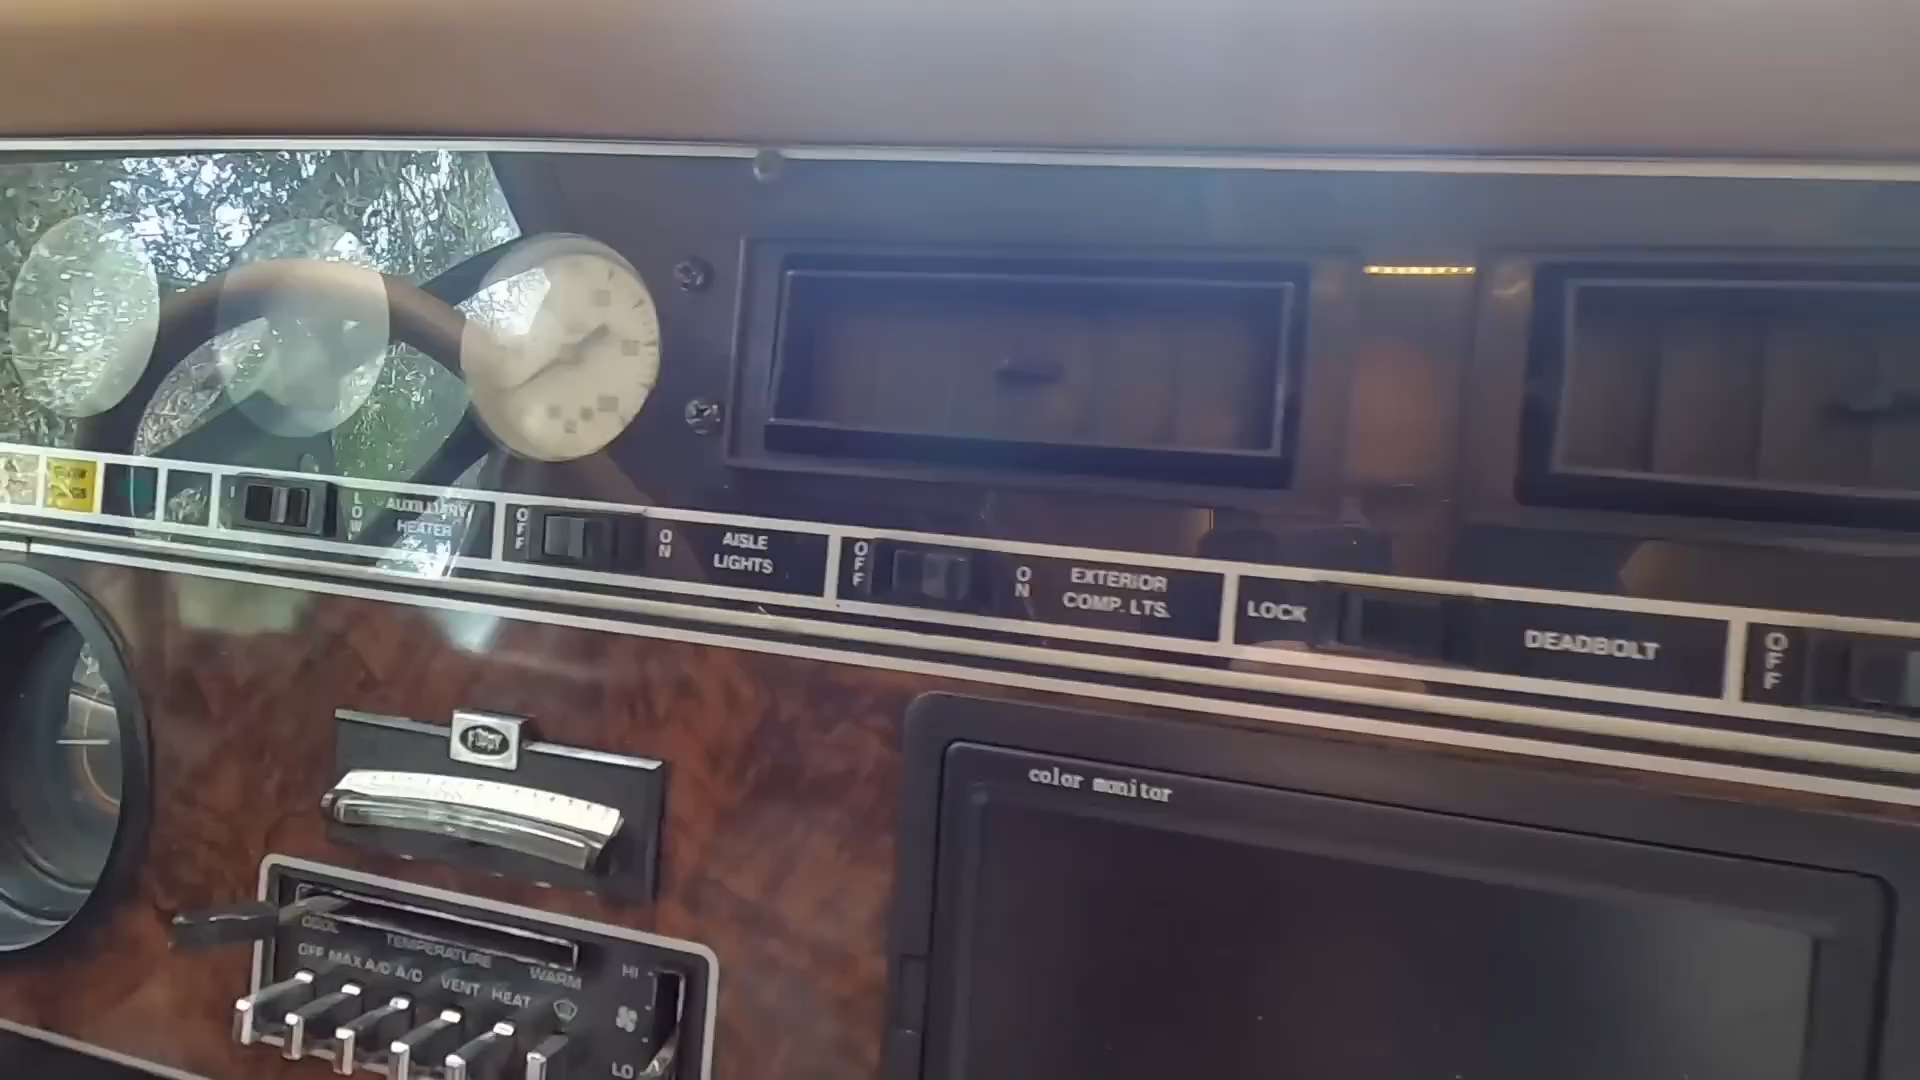 LOW
AUXILIARY
HEATER
OFF
ON
AISLE
LIGHTS
OFF
ON
EXTERIOR
COMP. LTS.
LOCK
DEADBOLT
OFF
color monitor
COOL
TEMPERATURE
WARM
OFF MAX A/C A/C VENT HEAT
HI
LO